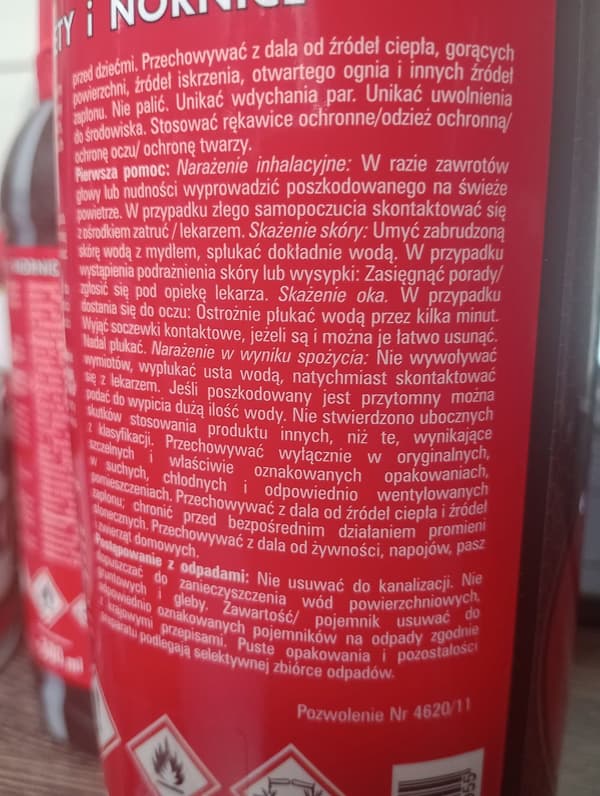 ETY i NORNICE
przed dziećmi. Przechowywać z dala od źródeł ciepła, gorących
powierzchni, źródeł iskrzenia, otwartego ognia i innych źródeł
zapłonu. Nie palić. Unikać wdychania par. Unikać uwolnienia
do środowiska. Stosować rękawice ochronne/odzież ochronną/
ochronę oczu/ ochronę twarzy.
Pierwsza pomoc: Narażenie inhalacyjne: W razie zawrotów
głowy lub nudności wyprowadzić poszkodowanego na świeże
powietrze. W przypadku złego samopoczucia skontaktować się
z ośrodkiem zatruć / lekarzem. Skażenie skóry: Umyć zabrudzoną
skórę wodą z mydłem, spłukać dokładnie wodą. W przypadku
wystąpienia podrażnienia skóry lub wysypki: Zasięgnąć porady/
zgłosić się pod opiekę lekarza. Skażenie oka. W przypadku
dostania się do oczu: Ostrożnie płukać wodą przez kilka minut.
Wyjąć soczewki kontaktowe, jeżeli są i można je łatwo usunąć.
Nadal płukać. Narażenie w wyniku spożycia: Nie wywoływać
wymiotów, wypłukać usta wodą, natychmiast skontaktować
się z lekarzem. Jeśli poszkodowany jest przytomny można
podać do wypicia dużą ilość wody. Nie stwierdzono ubocznych
skutków stosowania produktu innych, niż te, wynikające
z klasyfikacji. Przechowywać wyłącznie w oryginalnych,
szczelnych i właściwie oznakowanych opakowaniach,
w suchych, chłodnych i odpowiednio wentylowanych
pomieszczeniach. Przechowywać z dala od źródeł ciepła i źródeł
zapłonu; chronić przed bezpośrednim działaniem promieni
słonecznych. Przechowywać z dala od żywności, napojów, pasz
i zwierząt domowych.
Postępowanie z odpadami: Nie usuwać do kanalizacji. Nie
dopuszczać do zanieczyszczenia wód powierzchniowych,
gruntowych i gleby. Zawartość/ pojemnik usuwać do
odpowiednio oznakowanych pojemników na odpady zgodnie
z krajowymi przepisami. Puste opakowania i pozostałości
preparatu podlegają selektywnej zbiórce odpadów.
Pozwolenie Nr 4620/11